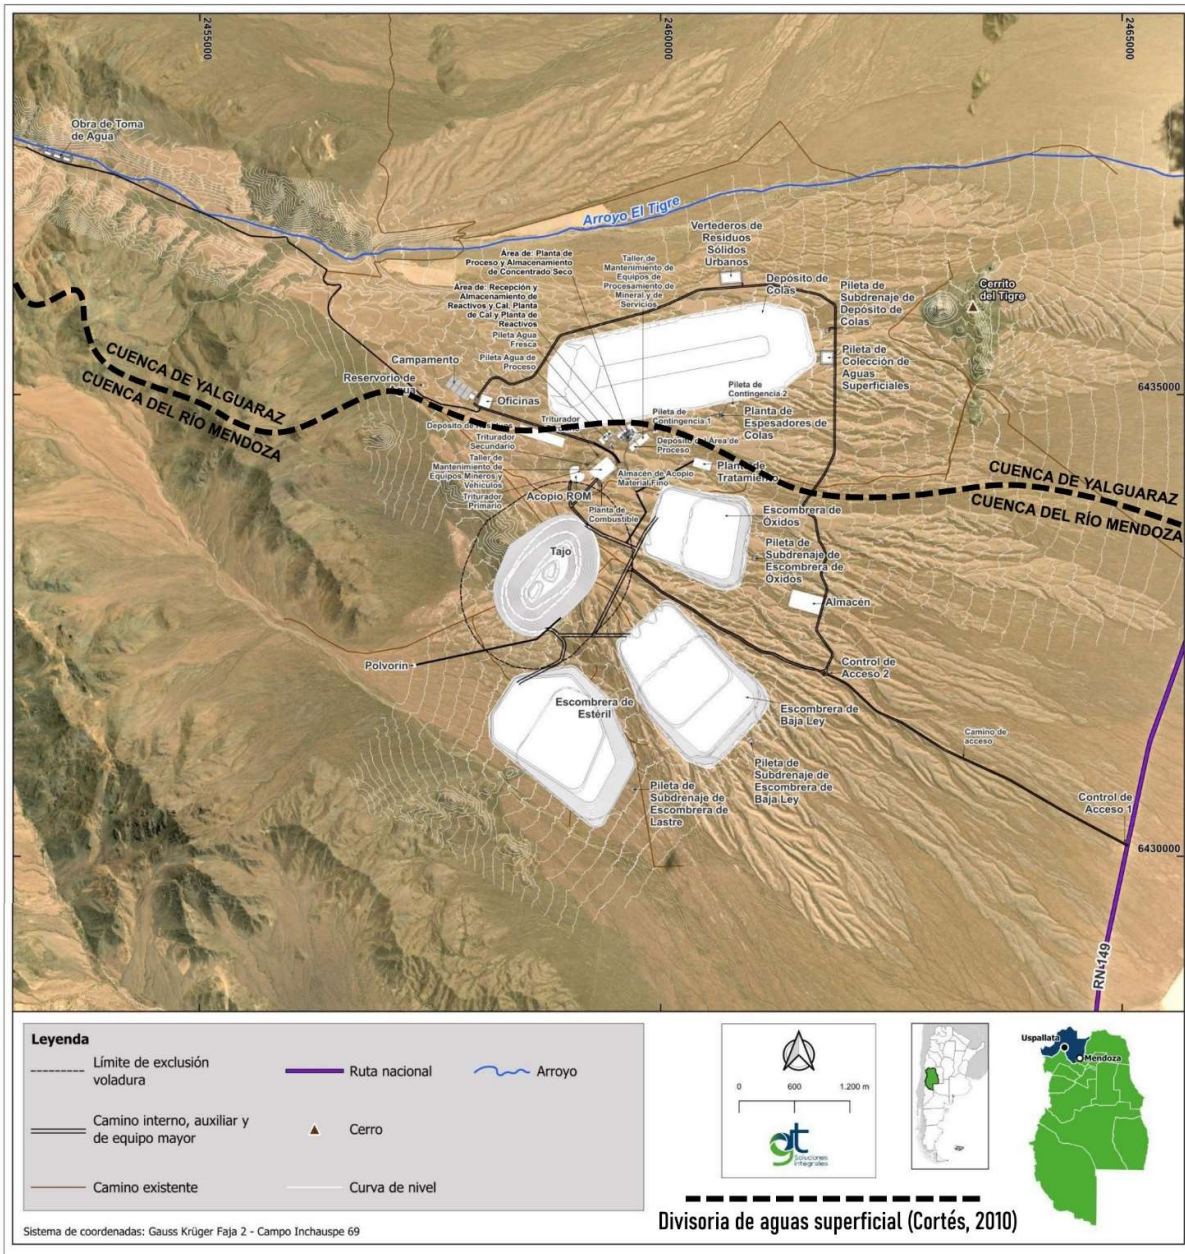 2455000
2460000
2465000
Obra de Toma
de Agua
Arroyo El Tigre
Vertederos de
Residuos
Sólidos
Urbanos
Área de: Planta de
Proceso y Almacenamiento
de Concentrado Seco
Taller de
Mantenimiento de
Equipos de
Procesamiento de
Mineral y de
Servicios
Depósito de
Colas
Pileta de
Subdrenaje de
Depósito de
Colas
Cerrito
del Tigre
Área de: Recepción y
Almacenamiento de
Reactivos y Cal. Planta
de Cal y Planta de
Reactivos
Pileta Agua
Fresca
Pileta Agua de
Proceso
Campamento
Reservorio de
Agua
Oficinas
Pileta de
Colección de
Aguas
Superficiales
6435000
CUENCA DE YALGUARAZ
CUENCA DEL RÍO MENDOZA
Pileta de
Contingencia 2
Pileta de
Contingencia 1
Planta de
Espesadores de
Colas
Depósito de Residuos
Triturador
Triturador
Secundario
Depósito del Área de
Proceso
Taller de
Mantenimiento de
Equipos Mineros y
Vehículos
Triturador
Primario
Almacén de Acopio
Material Fino
Planta de
Tratamiento
CUENCA DE YALGUARAZ
CUENCA DEL RÍO MENDOZA
Acopio ROM
Planta de
Combustible
Escombrera de
Óxidos
Tajo
Pileta de
Subdrenaje de
Escombrera de
Óxidos
Almacén
Polvorín
Control de
Acceso 2
Escombrera de
Estéril
Escombrera de
Baja Ley
Camino de
acceso
Pileta de
Subdrenaje de
Escombrera de
Baja Ley
Pileta de
Subdrenaje de
Escombrera de
Lastre
Control de
Acceso 1
6430000
RN-149
Leyenda
Límite de exclusión
voladura
Ruta nacional
Arroyo
Camino interno, auxiliar y
de equipo mayor
Cerro
Camino existente
Curva de nivel
Sistema de coordenadas: Gauss Krüger Faja 2 - Campo Inchauspe 69
0 600 1.200 m
gt
Soluciones
Integrales
Uspallata
Mendoza
Divisoria de aguas superficial (Cortés, 2010)